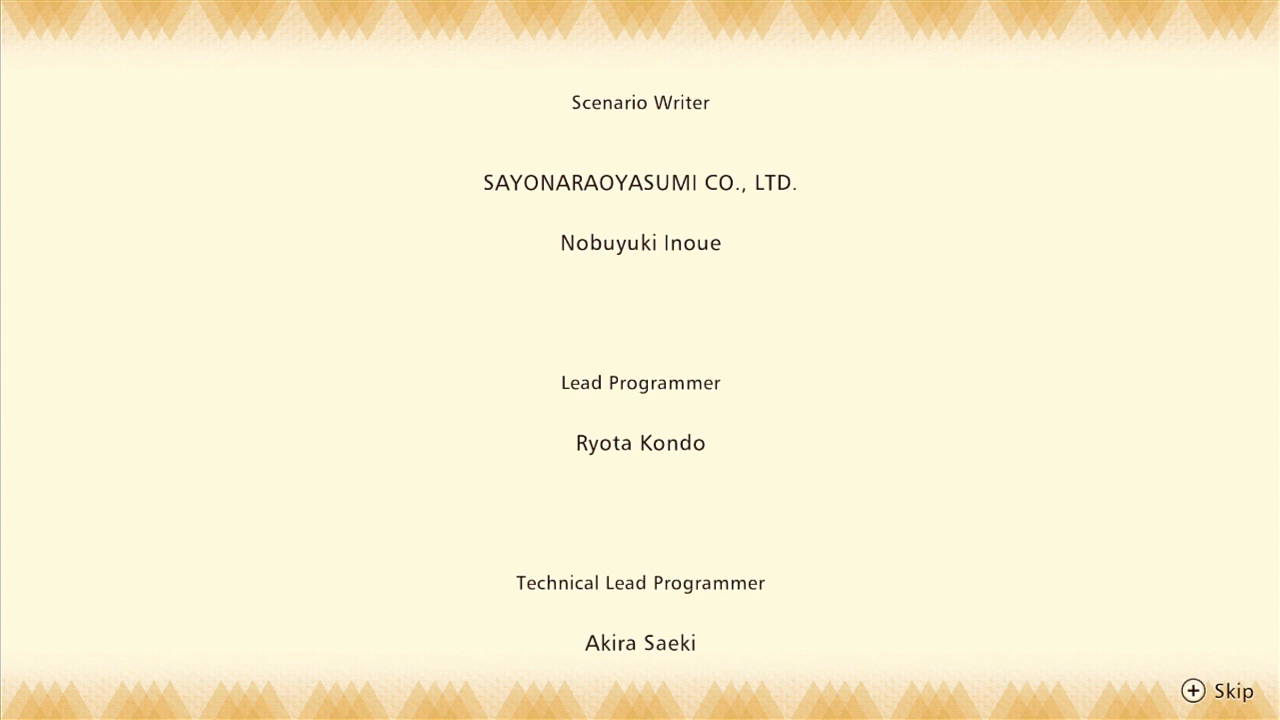 Scenario Writer
SAYONARAOYASUMI CO., LTD.
Nobuyuki Inoue
Lead Programmer
Ryota Kondo
Technical Lead Programmer
Akira Saeki
Skip